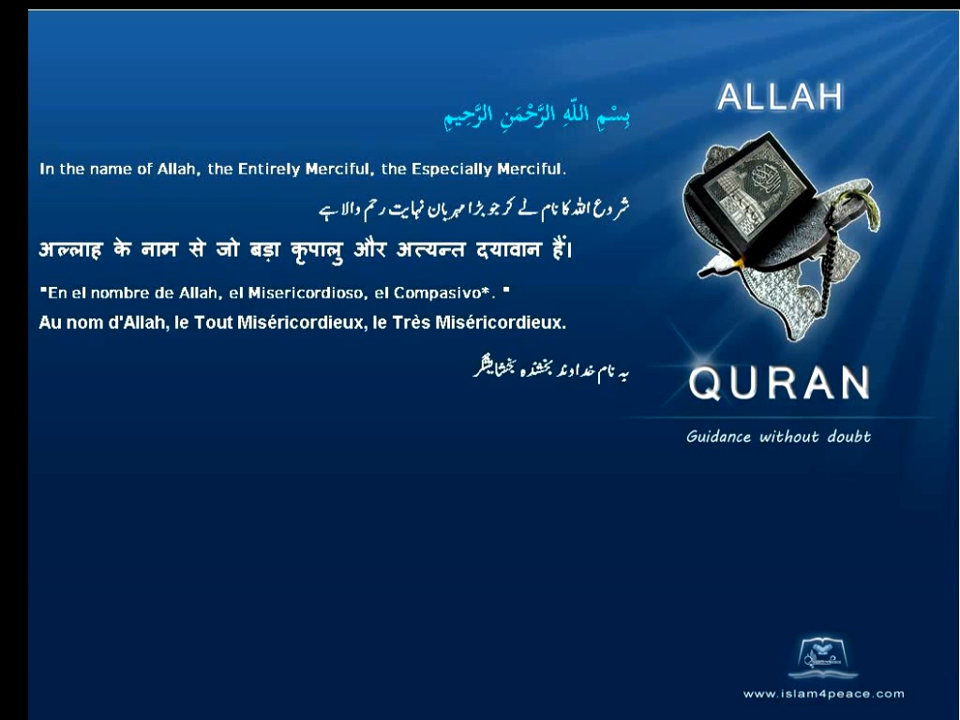 بِسْمِ اللّهِ الرَّحْمَنِ الرَّحِيمِ
In the name of Allah, the Entirely Merciful, the Especially Merciful.
شروع الله کا نام لے کر جو بڑا مہربان نہایت رحم والا ہے
अल्लाह के नाम से जो बड़ा कृपालु और अत्यन्त दयावान हैं।
"En el nombre de Allah, el Misericordioso, el Compasivo*. "
Au nom d'Allah, le Tout Miséricordieux, le Très Miséricordieux.
به نام خداوند بخشنده بخشایشگر
ALLAH
QURAN
Guidance without doubt
www.islam4peace.com